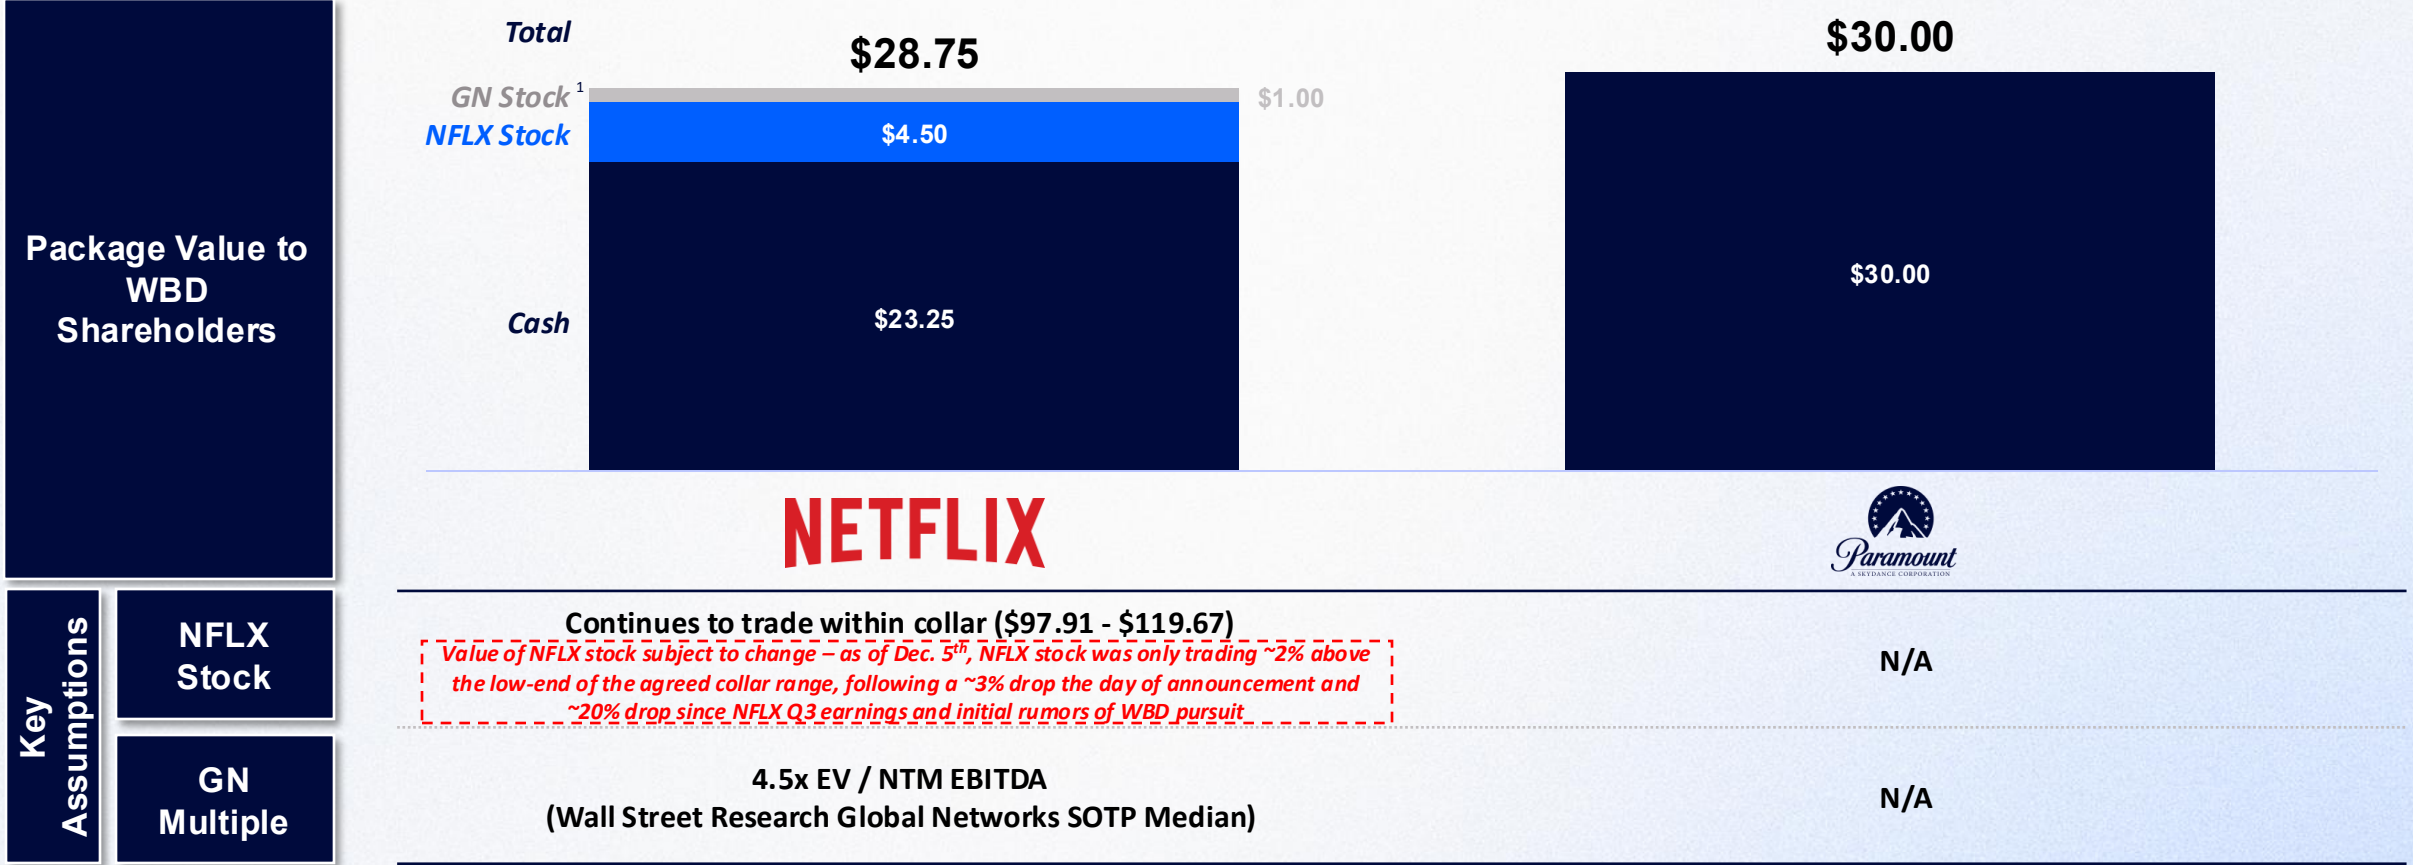 Total
$28.75
$30.00
GN Stock 1
$1.00
NFLX Stock
$4.50
Package Value to
WBD
Shareholders
$30.00
Cash
$23.25
NETFLIX
Paramount
A SKYDANCE CORPORATION
Key
Assumptions
NFLX
Stock
Continues to trade within collar ($97.91 - $119.67)
Value of NFLX stock subject to change – as of Dec. 5th, NFLX stock was only trading ~2% above
the low-end of the agreed collar range, following a ~3% drop the day of announcement and
~20% drop since NFLX Q3 earnings and initial rumors of WBD pursuit
N/A
GN
Multiple
4.5x EV / NTM EBITDA
(Wall Street Research Global Networks SOTP Median)
N/A